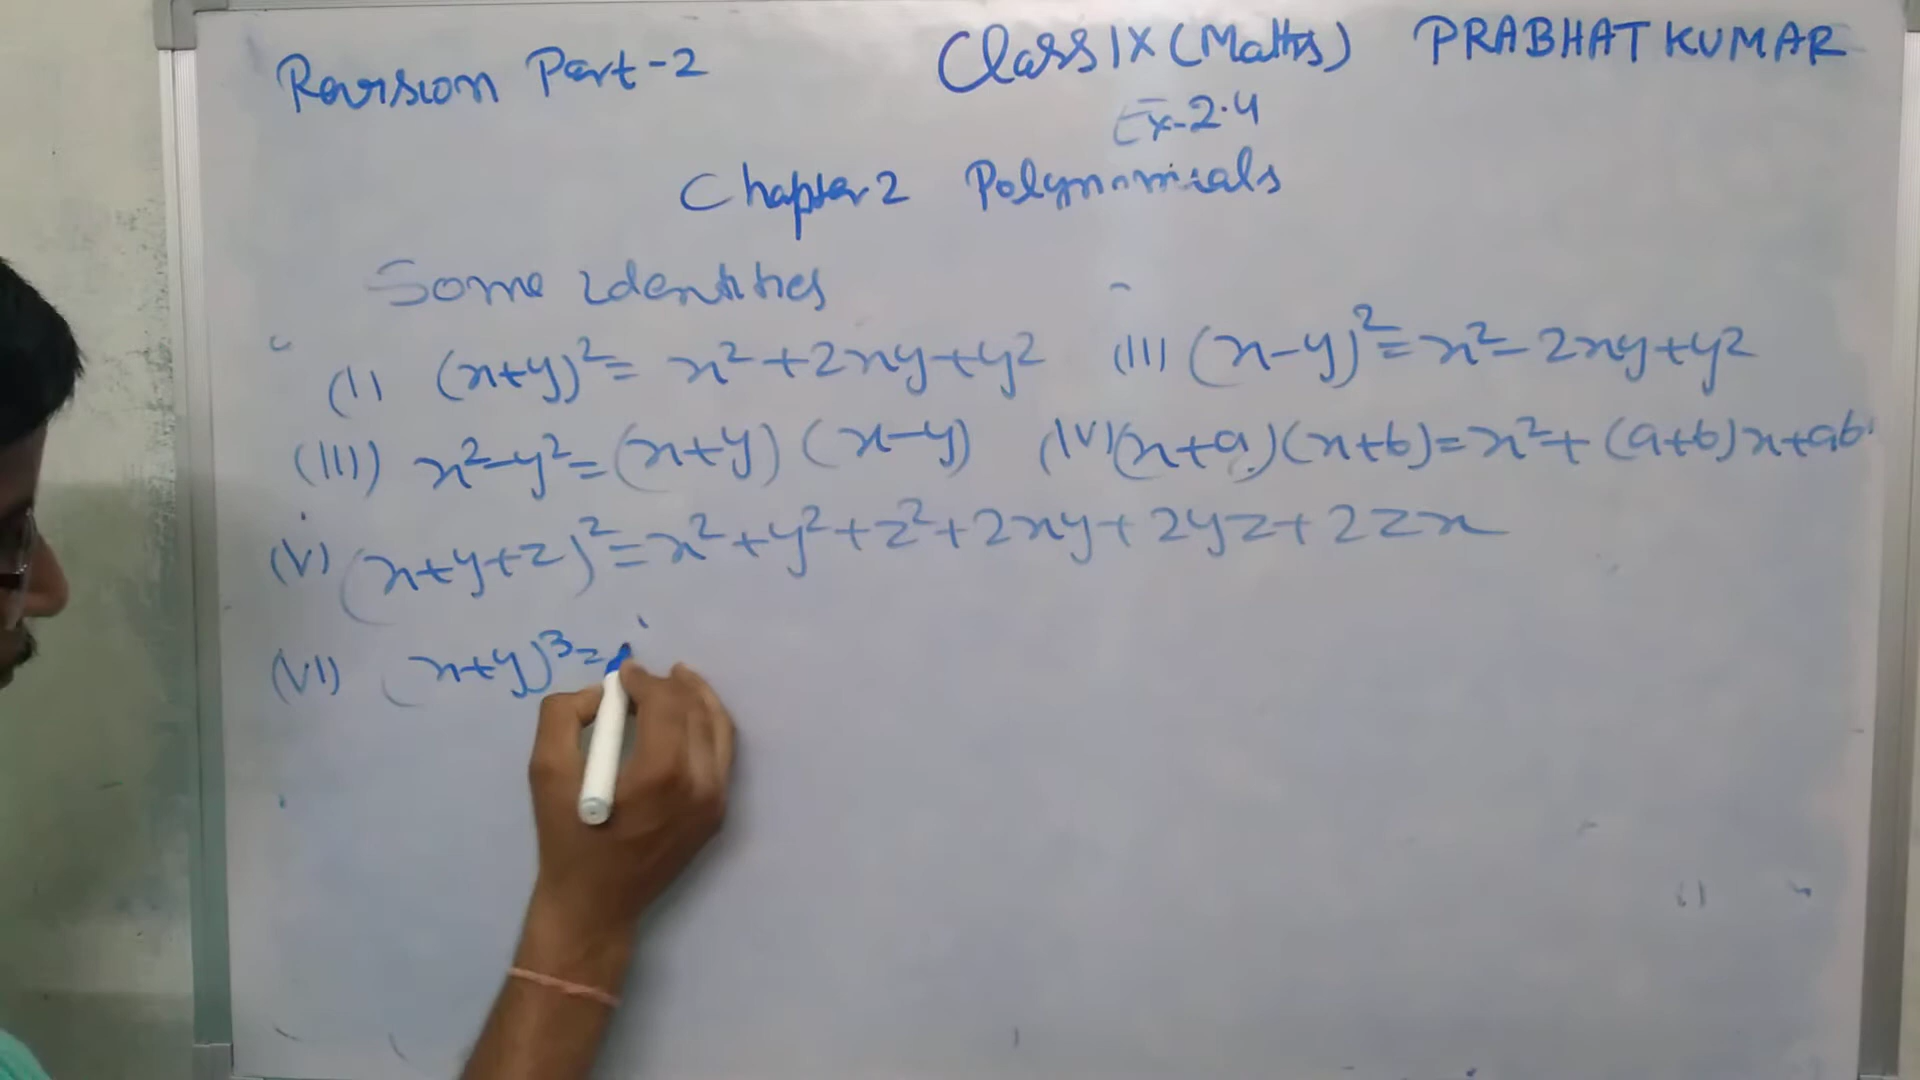 Revision Part-2 Class IX (Maths) PRABHAT KUMAR
Ex-2.4
Chapter 2 Polynomials
Some Identities
(I) (x+y)²= x²+2xy+y² (II) (x-y)²=x²-2xy+y²
(III) x²-y²=(x+y)(x-y) (IV) (x+a)(x+b)=x²+(a+b)x+ab
(V) (x+y+z)²=x²+y²+z²+2xy+2yz+2zx
(VI) (x+y)³=